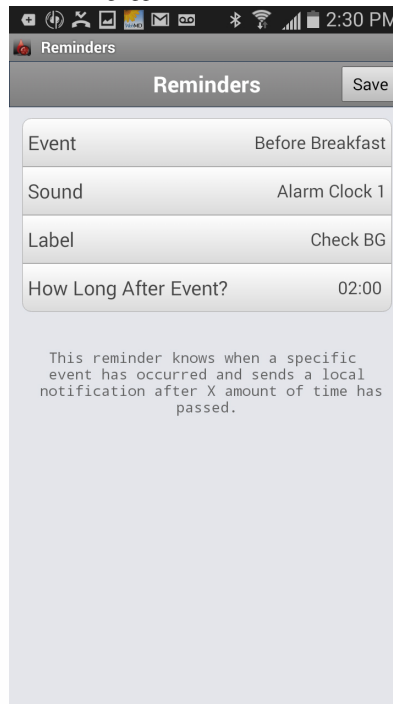 2:30 PM
Reminders
Reminders
Save
Event Before Breakfast
Sound Alarm Clock 1
Label Check BG
How Long After Event? 02:00
This reminder knows when a specific
event has occurred and sends a local
notification after X amount of time has
passed.